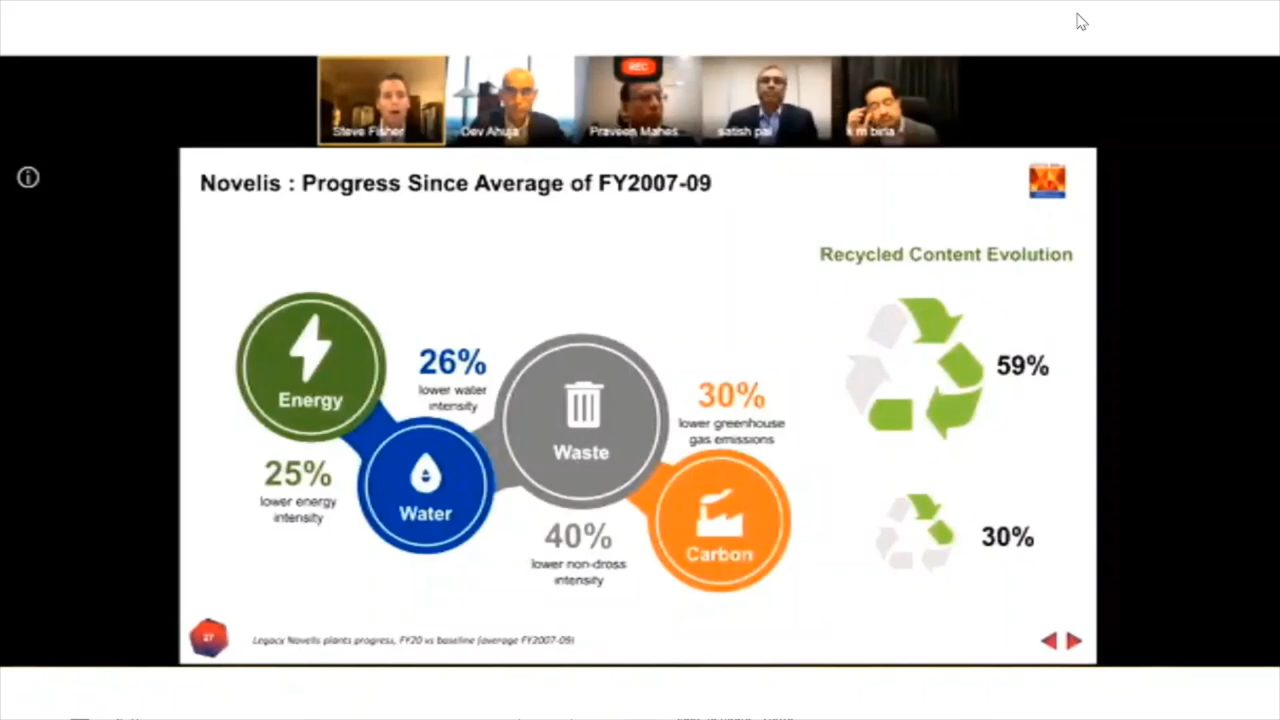 REC
Steve Fisher
Dev Ahuja
Praveen Mahes
satish pai
k m birla
Novelis : Progress Since Average of FY2007-09
Recycled Content Evolution
Energy
25%
lower energy
intensity
26%
lower water
intensity
Water
Waste
40%
lower non-dross
intensity
30%
lower greenhouse
gas emissions
Carbon
59%
30%
27
Legacy Novelis plants progress, FY20 vs baseline (average FY2007-09)